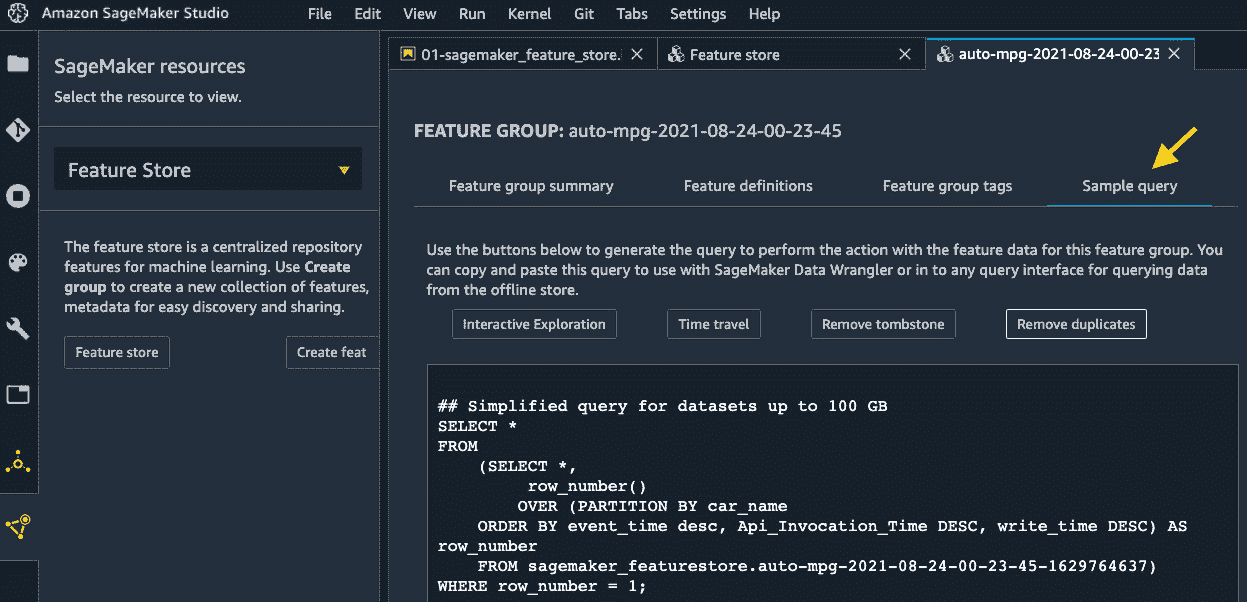 Amazon SageMaker Studio File Edit View Run Kernel Git Tabs Settings Help
01-sagemaker_feature_store. Feature store auto-mpg-2021-08-24-00-23
SageMaker resources
Select the resource to view.
Feature Store
The feature store is a centralized repository
features for machine learning. Use Create
group to create a new collection of features,
metadata for easy discovery and sharing.
Feature store Create feat
FEATURE GROUP: auto-mpg-2021-08-24-00-23-45
Feature group summary Feature definitions Feature group tags Sample query
Use the buttons below to generate the query to perform the action with the feature data for this feature group. You
can copy and paste this query to use with SageMaker Data Wrangler or in to any query interface for querying data
from the offline store.
Interactive Exploration Time travel Remove tombstone Remove duplicates
## Simplified query for datasets up to 100 GB
SELECT *
FROM
(SELECT *,
row_number()
OVER (PARTITION BY car_name
ORDER BY event_time desc, Api_Invocation_Time DESC, write_time DESC) AS
row_number
FROM sagemaker_featurestore.auto-mpg-2021-08-24-00-23-45-1629764637)
WHERE row_number = 1;